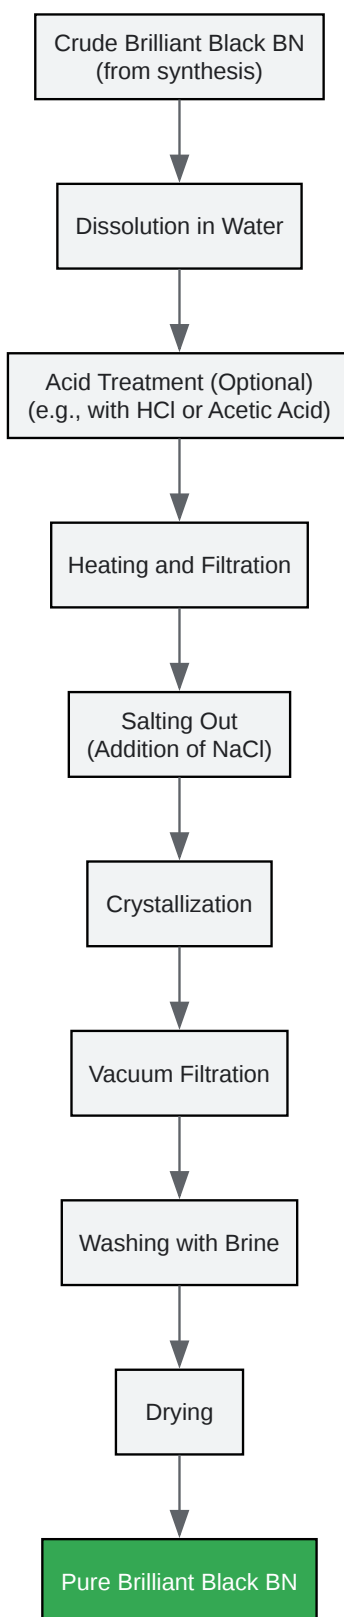 Crude Brilliant Black BN
(from synthesis)
Dissolution in Water
Acid Treatment (Optional)
(e.g., with HCl or Acetic Acid)
Heating and Filtration
Salting Out
(Addition of NaCl)
Crystallization
Vacuum Filtration
Washing with Brine
Drying
Pure Brilliant Black BN